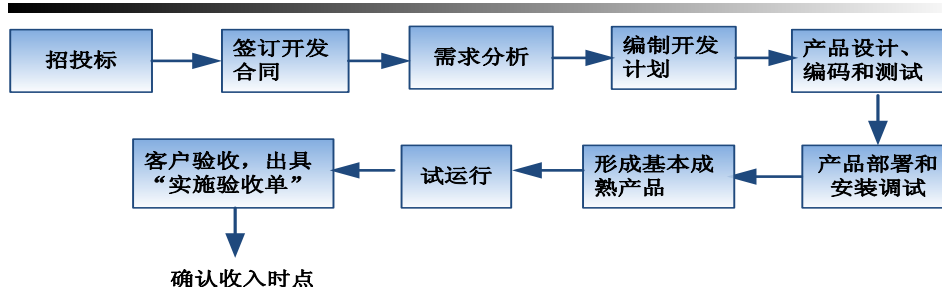 招投标
签订开发
合同
需求分析
编制开发
计划
产品设计、
编码和测试
产品部署和
安装调试
形成基本成
熟产品
试运行
客户验收，出具
“实施验收单”
确认收入时点